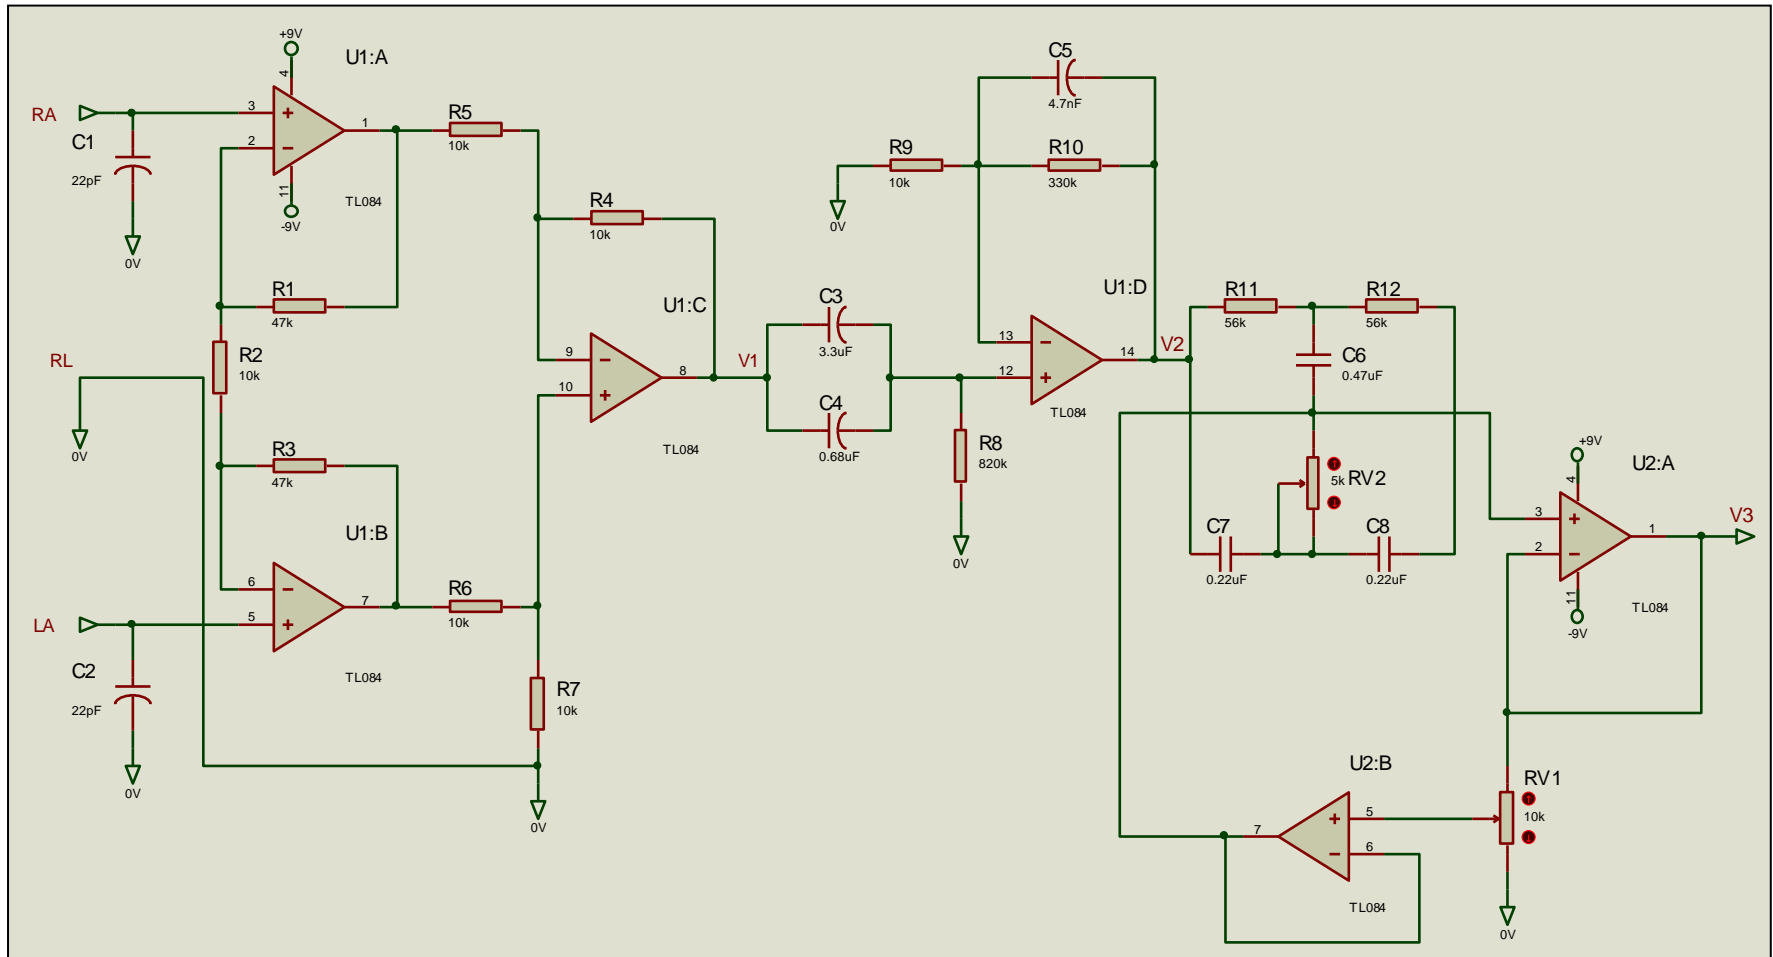 +9V
4
U1:A
RA
3
2
1
C1
22pF
11
-9V
TL084
0V
R5
10k
R1
47k
R2
10k
RL
0V
R3
47k
U1:B
LA
6
5
7
C2
22pF
TL084
0V
R6
10k
R7
10k
0V
R4
10k
U1:C
9
10
8
TL084
V1
C3
3.3uF
C4
0.68uF
R9
10k
0V
C5
4.7nF
R10
330k
U1:D
13
12
14
TL084
R8
820k
0V
V2
R11
56k
R12
56k
C6
0.47uF
5k
RV2
C7
0.22uF
C8
0.22uF
+9V
4
U2:A
3
2
1
V3
11
-9V
TL084
U2:B
7
5
6
TL084
RV1
10k
0V